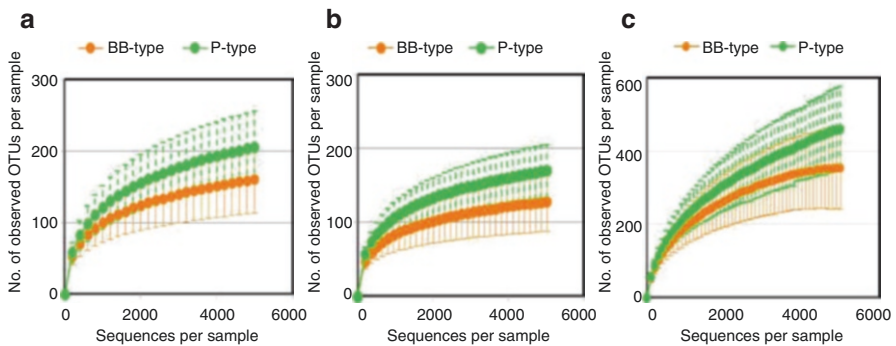 a
BB-type P-type
No. of observed OTUs per sample
300
200
100
0
0 2000 4000 6000
Sequences per sample
b
BB-type P-type
No. of observed OTUs per sample
300
200
100
0
0 2000 4000 6000
Sequences per sample
c
BB-type P-type
No. of observed OTUs per sample
600
400
200
0
0 2000 4000 6000
Sequences per sample